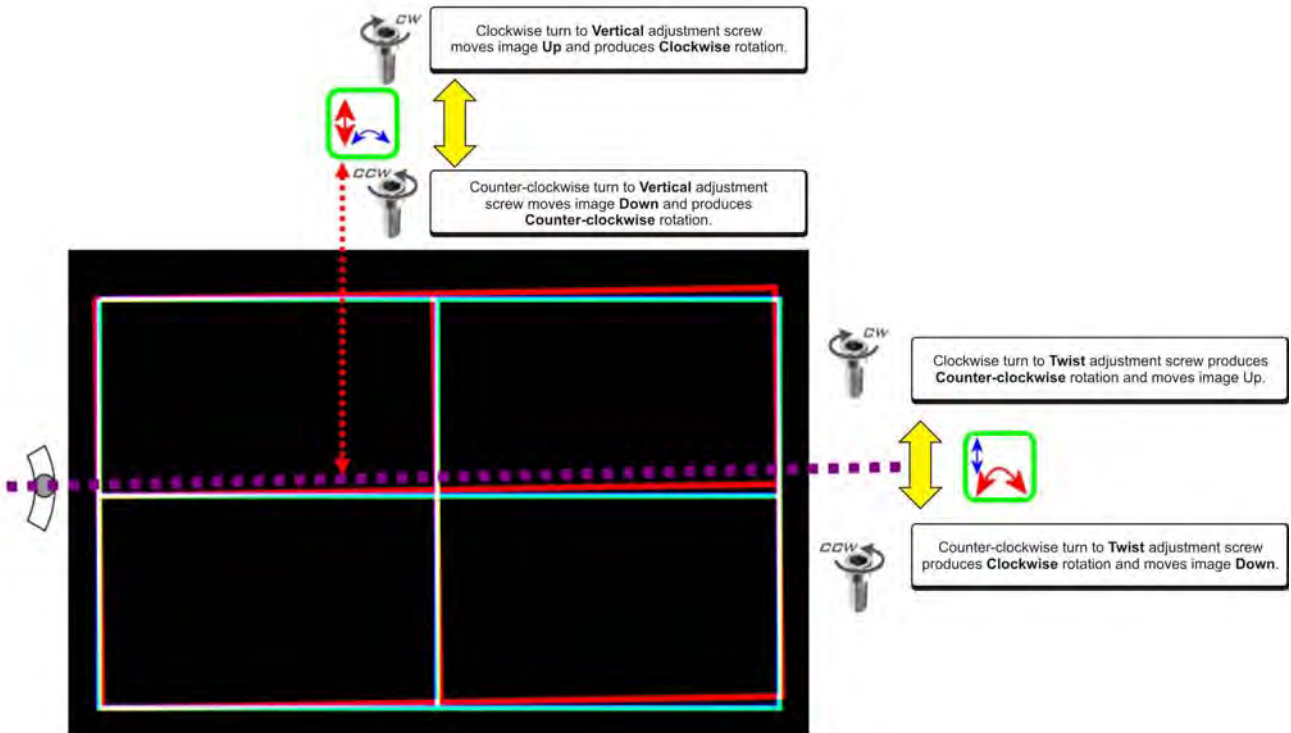 CW
Clockwise turn to Vertical adjustment screw
moves image Up and produces Clockwise rotation.
CCW
Counter-clockwise turn to Vertical adjustment
screw moves image Down and produces
Counter-clockwise rotation.
CW
Clockwise turn to Twist adjustment screw produces
Counter-clockwise rotation and moves image Up.
CCW
Counter-clockwise turn to Twist adjustment screw
produces Clockwise rotation and moves image Down.